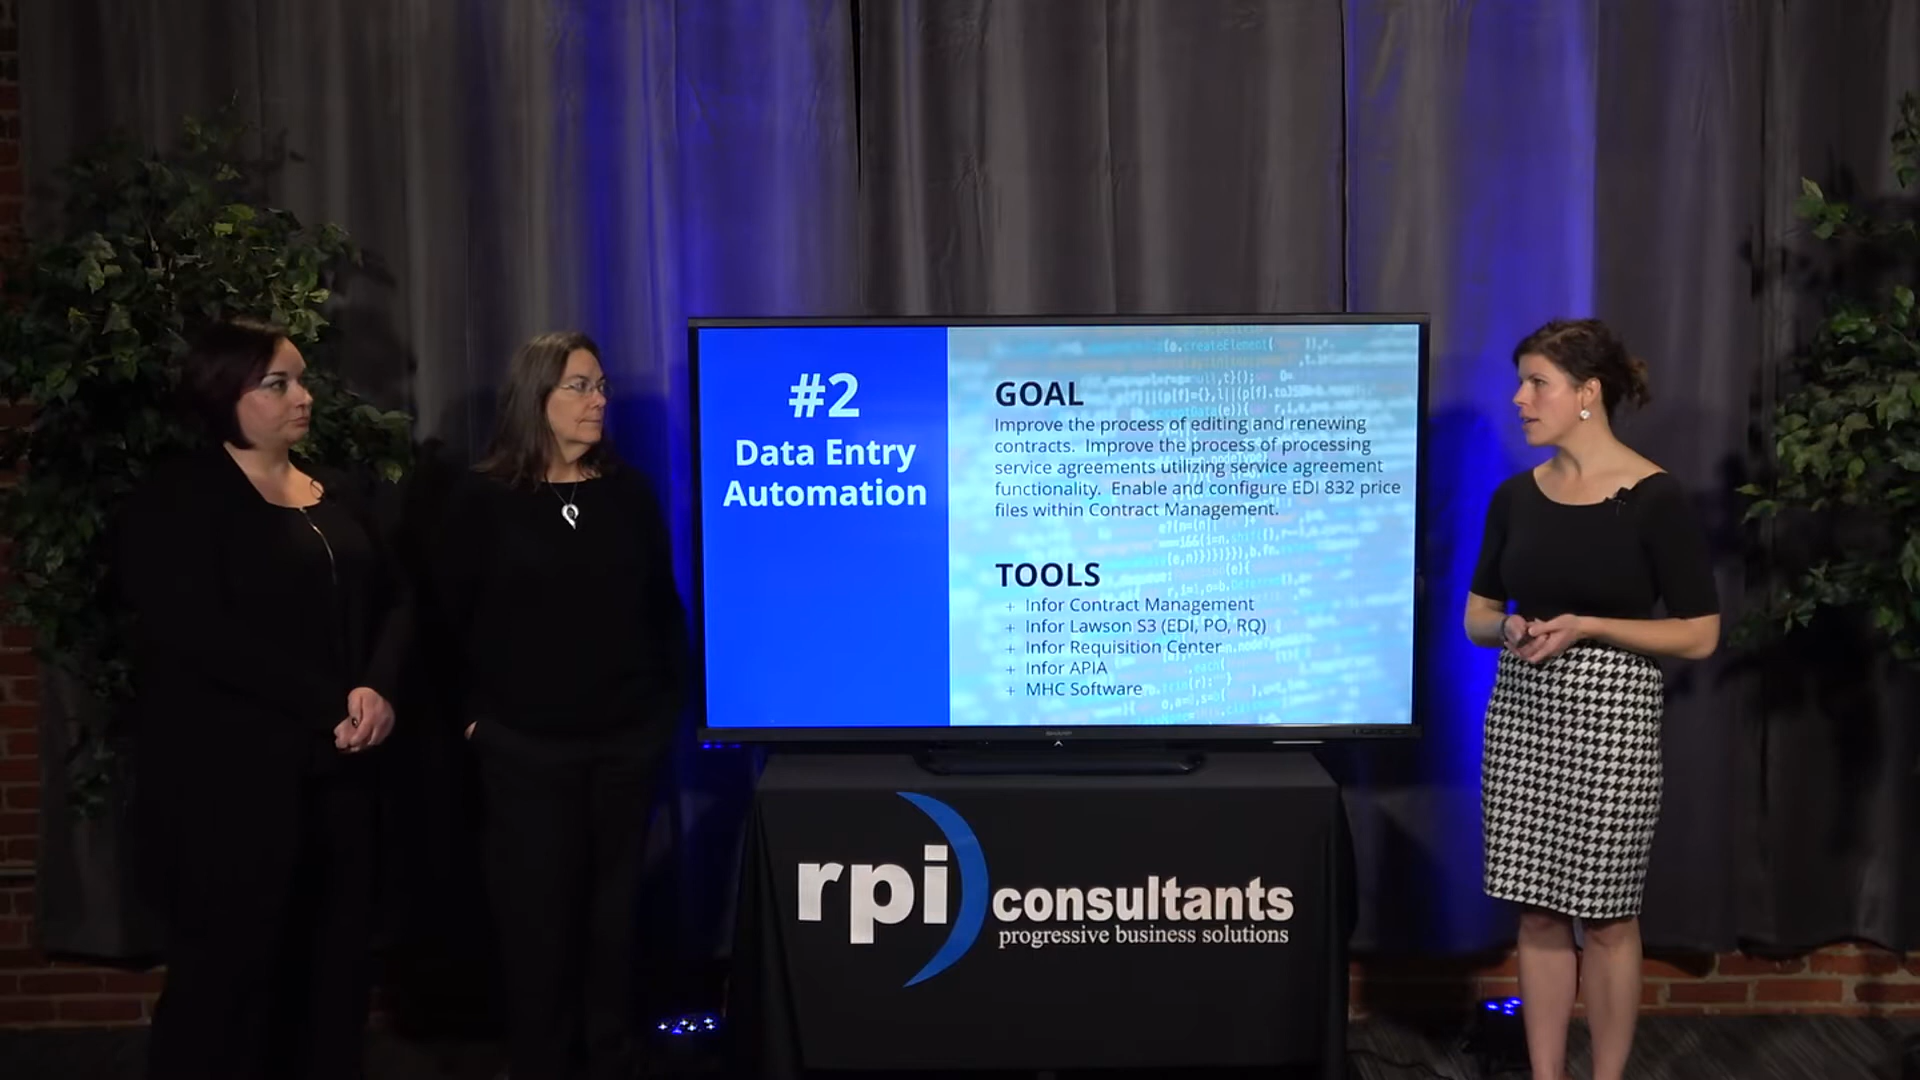 #2
Data Entry
Automation
GOAL
Improve the process of editing and renewing
contracts. Improve the process of processing
service agreements utilizing service agreement
functionality. Enable and configure EDI 832 price
files within Contract Management.
TOOLS
+ Infor Contract Management
+ Infor Lawson S3 (EDI, PO, RQ)
+ Infor Requisition Center
+ Infor APIA
+ MHC Software
SHARP
rpi consultants
progressive business solutions